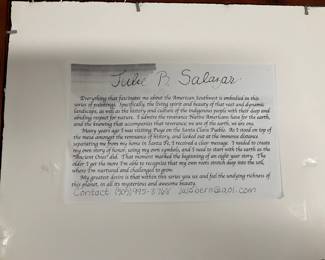 Julie R Salazar
Everything that fascinates me about the American Southwest is embodied in this
series of paintings. Specifically, the living spirit and beauty of that vast and dynamic
landscape, as well as the history and culture of the indigenous people with their deep and
abiding respect for nature. I admire the reverence Native Americans have for the earth,
and the knowing that accompanies that reverence; we are of the earth, we are one.
Many years ago I was visiting Puye on the Santa Clara Pueblo. As I stood on top of
the mesa amongst the remnants of history, and looked out at the immense distance
separating me from my home in Santa Fe, I received a clear message. I needed to create
my own story of honor, using my own symbols, and I need to start with the earth as the
"Ancient Ones" did. That moment marked the beginning of an eight year story. The
older I get the more I'm able to recognize that my own roots stretch deep into the soil,
where I'm nurtured and challenged to grow.
My greatest desire is that within this series you see and feel the undying richness of
this planet, in all its mysterious and awesome beauty.
Contact (505) 995-8768